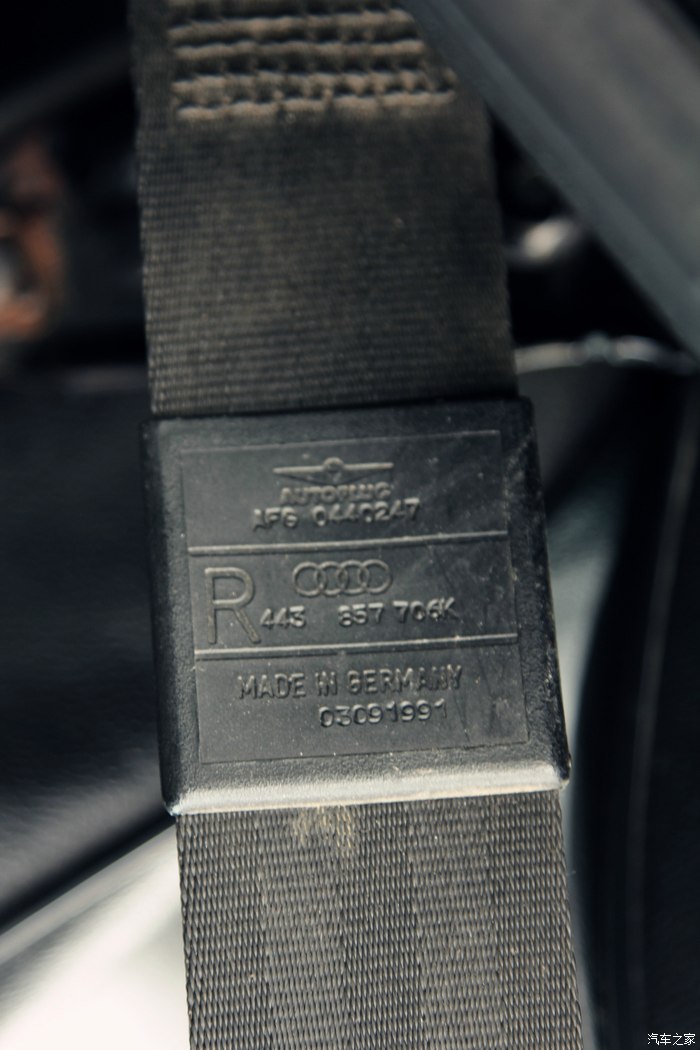 AUTOFLUG
AFG 0440247
R 443 857 706K
MADE IN GERMANY
03091991
汽车之家